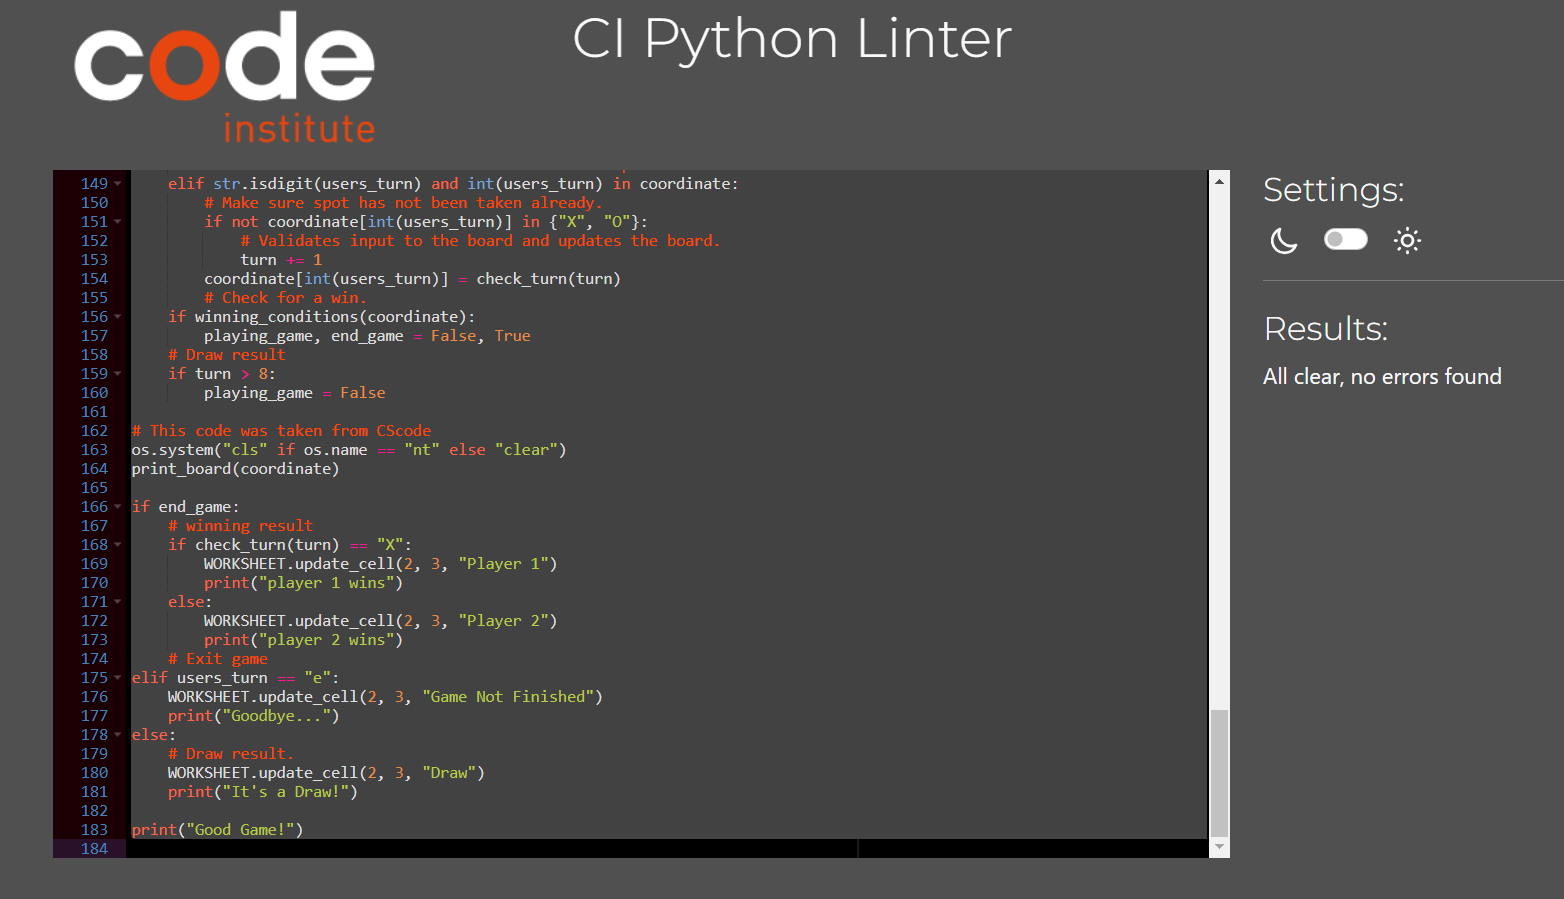 code
institute
CI Python Linter
149 elif str.isdigit(users_turn) and int(users_turn) in coordinate:
150 # Make sure spot has not been taken already.
151 if not coordinate[int(users_turn)] in {"X", "O"}:
152 # Validates input to the board and updates the board.
153 turn += 1
154 coordinate[int(users_turn)] = check_turn(turn)
155 # Check for a win.
156 if winning_conditions(coordinate):
157 playing_game, end_game = False, True
158 # Draw result
159 if turn > 8:
160 playing_game = False
161
162 # This code was taken from CScode
163 os.system("cls" if os.name == "nt" else "clear")
164 print_board(coordinate)
165
166 if end_game:
167 # winning result
168 if check_turn(turn) == "X":
169 WORKSHEET.update_cell(2, 3, "Player 1")
170 print("player 1 wins")
171 else:
172 WORKSHEET.update_cell(2, 3, "Player 2")
173 print("player 2 wins")
174 # Exit game
175 elif users_turn == "e":
176 WORKSHEET.update_cell(2, 3, "Game Not Finished")
177 print("Goodbye...")
178 else:
179 # Draw result.
180 WORKSHEET.update_cell(2, 3, "Draw")
181 print("It's a Draw!")
182
183 print("Good Game!")
184
Settings:
Results:
All clear, no errors found